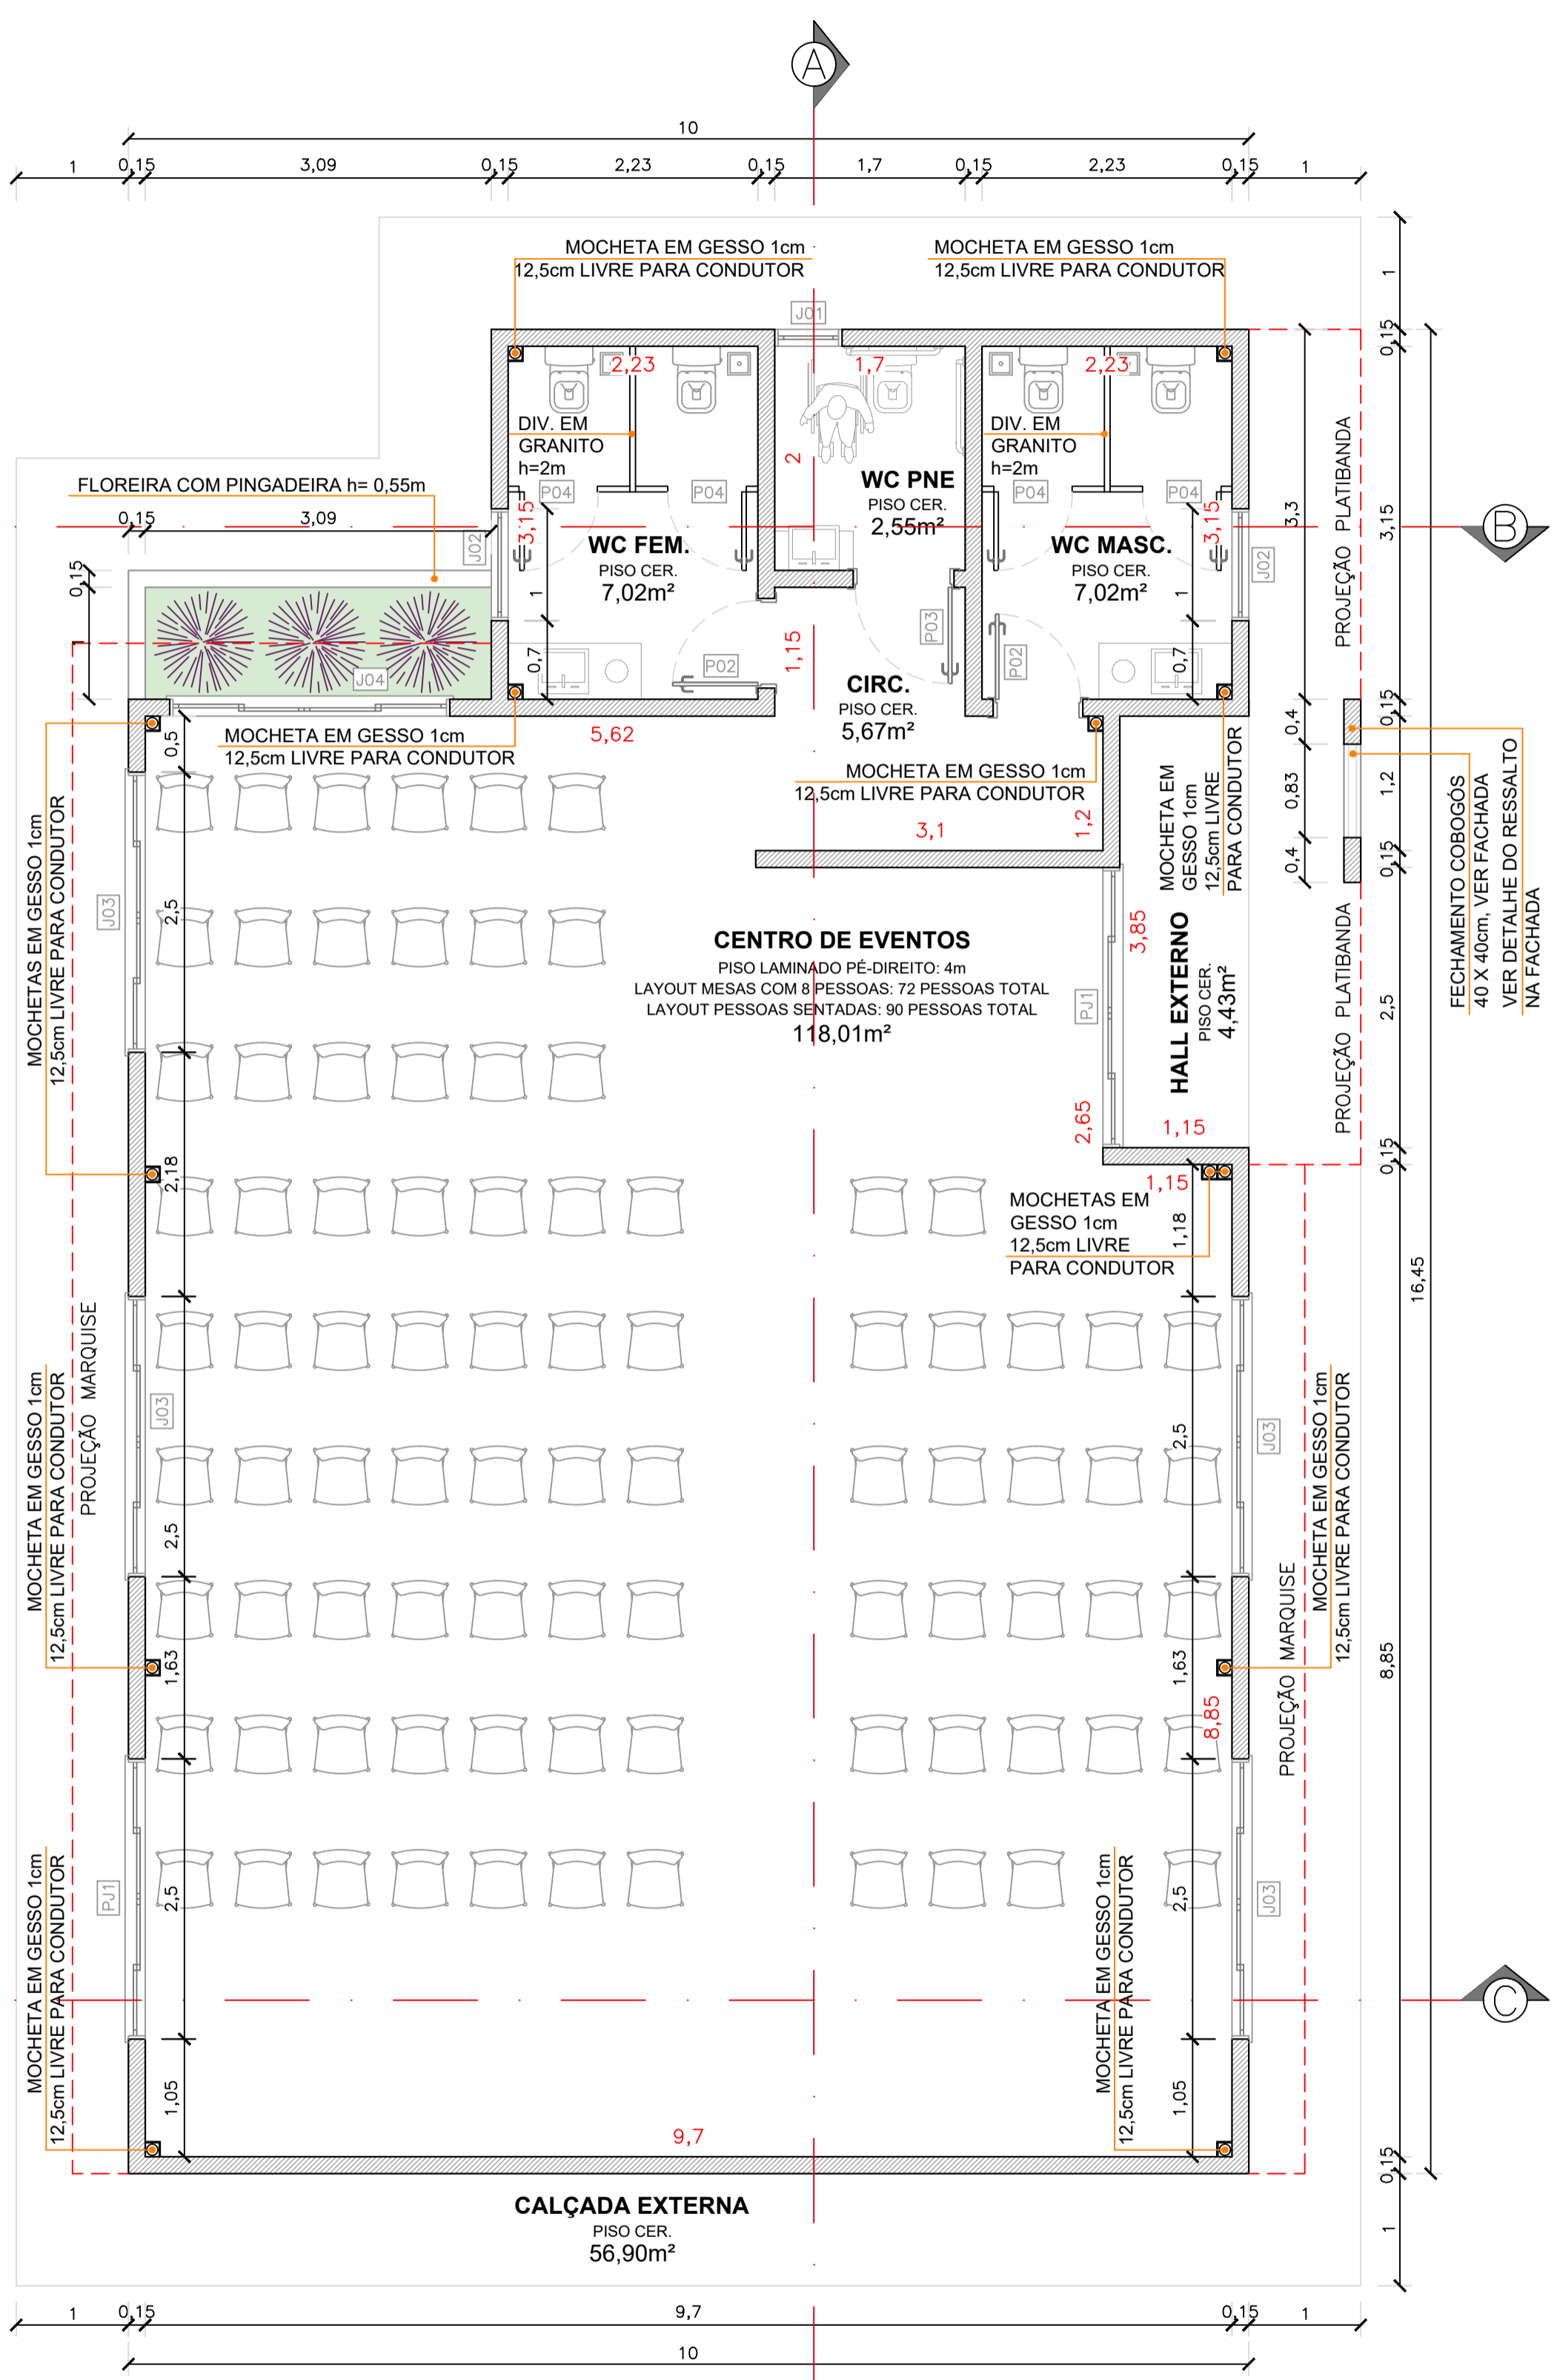 A
10
1
0,15
3,09
0,15
2,23
0,15
1,7
0,15
2,23
0,15
1
MOCHETA EM GESSO 1cm
12,5cm LIVRE PARA CONDUTOR
MOCHETA EM GESSO 1cm
12,5cm LIVRE PARA CONDUTOR
1
0,15
J01
2,23
1,7
2,23
DIV. EM
GRANITO
h=2m
DIV. EM
GRANITO
h=2m
2
WC PNE
PISO CER.
2,55m²
P04
P04
P04
P04
FLOREIRA COM PINGADEIRA h= 0,55m
0,15
3,09
J02
3,15
WC FEM.
PISO CER.
7,02m²
WC MASC.
PISO CER.
7,02m²
3,15
J02
3,3
PROJEÇÃO PLATIBANDA
3,15
B
0,15
1
1
1
0,7
0,7
P02
1,15
P03
P02
J04
CIRC.
PISO CER.
5,67m²
MOCHETA EM GESSO 1cm
12,5cm LIVRE PARA CONDUTOR
5,62
MOCHETA EM GESSO 1cm
12,5cm LIVRE PARA CONDUTOR
0,5
3,1
1,2
MOCHETA EM
GESSO 1cm
12,5cm LIVRE
PARA CONDUTOR
0,4
0,83
0,4
0,15
1,2
0,15
FECHAMENTO COBOGÓS
40 X 40cm, VER FACHADA
VER DETALHE DO RESSALTO
NA FACHADA
MOCHETAS EM GESSO 1cm
12,5cm LIVRE PARA CONDUTOR
J03
2,5
CENTRO DE EVENTOS
PISO LAMINADO PÉ-DIREITO: 4m
LAYOUT MESAS COM 8 PESSOAS: 72 PESSOAS TOTAL
LAYOUT PESSOAS SENTADAS: 90 PESSOAS TOTAL
118,01m²
PJ1
3,85
HALL EXTERNO
PISO CER.
4,43m²
PROJEÇÃO PLATIBANDA
2,5
2,65
1,15
0,15
2,18
1,15
MOCHETAS EM
GESSO 1cm
12,5cm LIVRE
PARA CONDUTOR
1,18
16,45
PROJEÇÃO MARQUISE
MOCHETA EM GESSO 1cm
12,5cm LIVRE PARA CONDUTOR
J03
2,5
2,5
J03
MOCHETA EM GESSO 1cm
12,5cm LIVRE PARA CONDUTOR
1,63
1,63
8,85
PROJEÇÃO MARQUISE
8,85
MOCHETA EM GESSO 1cm
12,5cm LIVRE PARA CONDUTOR
PJ1
2,5
MOCHETA EM GESSO 1cm
12,5cm LIVRE PARA CONDUTOR
2,5
J03
C
1,05
1,05
9,7
0,15
CALÇADA EXTERNA
PISO CER.
56,90m²
1
1
0,15
9,7
0,15
1
10